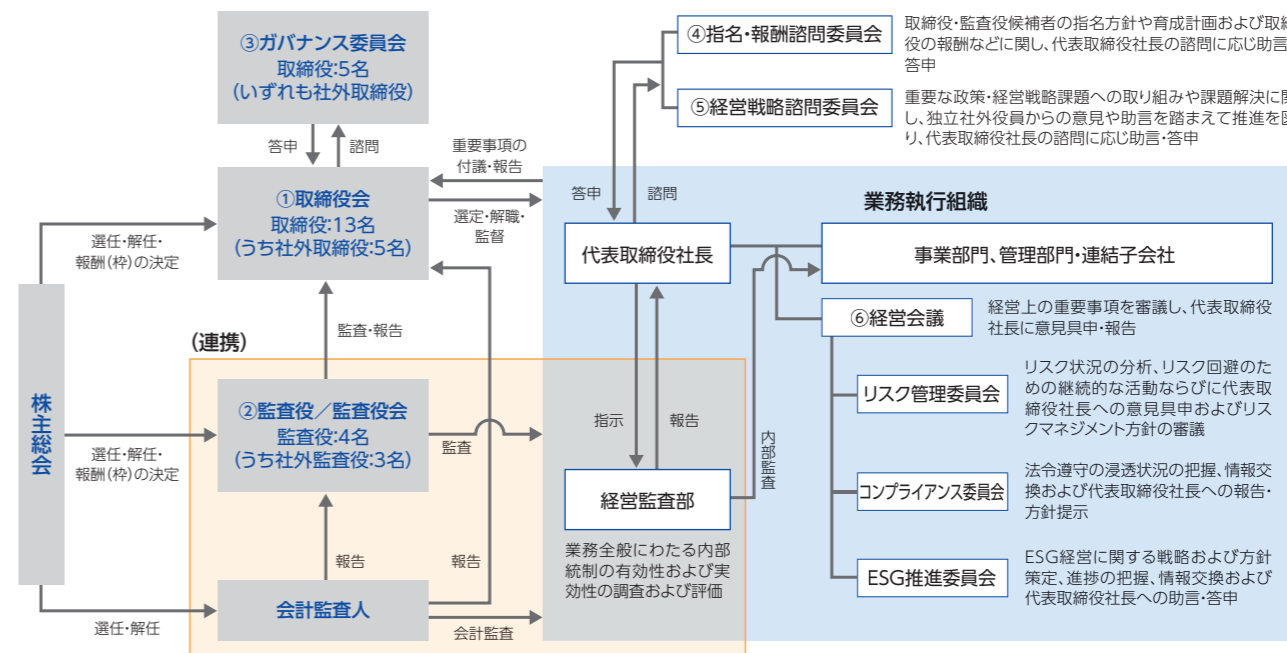 ③ガバナンス委員会
取締役:5名
(いずれも社外取締役)
答申
諮問
①取締役会
取締役:13名
(うち社外取締役:5名)
重要事項の
付議・報告
選定・解職・
監督
選任・解任・
報酬(枠)の決定
監査・報告
(連携)
株主総会
②監査役/監査役会
監査役:4名
(うち社外監査役:3名)
選任・解任・
報酬(枠)の決定
監査
報告
報告
会計監査人
選任・解任
会計監査
④指名・報酬諮問委員会
取締役・監査役候補者の指名方針や育成計画および取締
役の報酬などに関し、代表取締役社長の諮問に応じ助言
答申
⑤経営戦略諮問委員会
重要な政策・経営戦略課題への取り組みや課題解決に関
し、独立社外役員からの意見や助言を踏まえて推進を図
り、代表取締役社長の諮問に応じ助言・答申
答申
諮問
業務執行組織
代表取締役社長
事業部門、管理部門・連結子会社
⑥経営会議
経営上の重要事項を審議し、代表取締役
社長に意見具申・報告
リスク管理委員会
リスク状況の分析、リスク回避のた
めの継続的な活動ならびに代表取
締役社長への意見具申およびリス
クマネジメント方針の審議
指示
報告
内部監査
経営監査部
業務全般にわたる内部
統制の有効性および実
効性の調査および評価
コンプライアンス委員会
法令遵守の浸透状況の把握、情報交
換および代表取締役社長への報告・
方針提示
ESG推進委員会
ESG経営に関する戦略および方針
策定、進捗の把握、情報交換および
代表取締役社長への助言・答申